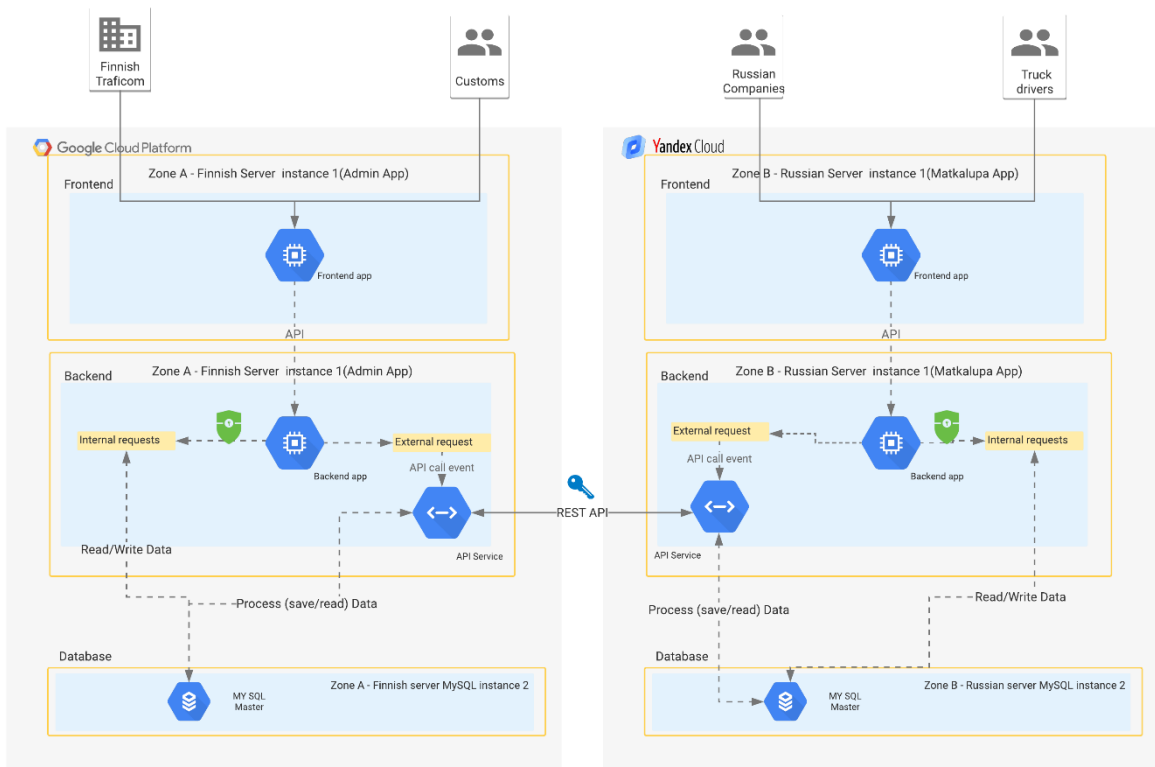 Finnish
Traficom
Customs
Russian
Companies
Truck
drivers
Google Cloud Platform
Zone A - Finnish Server instance 1(Admin App)
Frontend
Frontend app
API
Zone A - Finnish Server instance 1(Admin App)
Backend
Internal requests
External request
API call event
Backend app
API Service
Read/Write Data
Process (save/read) Data
Database
Zone A - Finnish server MySQL instance 2
MY SQL
Master
REST API
Yandex Cloud
Zone B - Russian Server instance 1(Matkalupa App)
Frontend
Frontend app
API
Zone B - Russian Server instance 1(Matkalupa App)
Backend
External request
Internal requests
API call event
Backend app
API Service
Read/Write Data
Process (save/read) Data
Database
Zone B - Russian server MySQL instance 2
MY SQL
Master